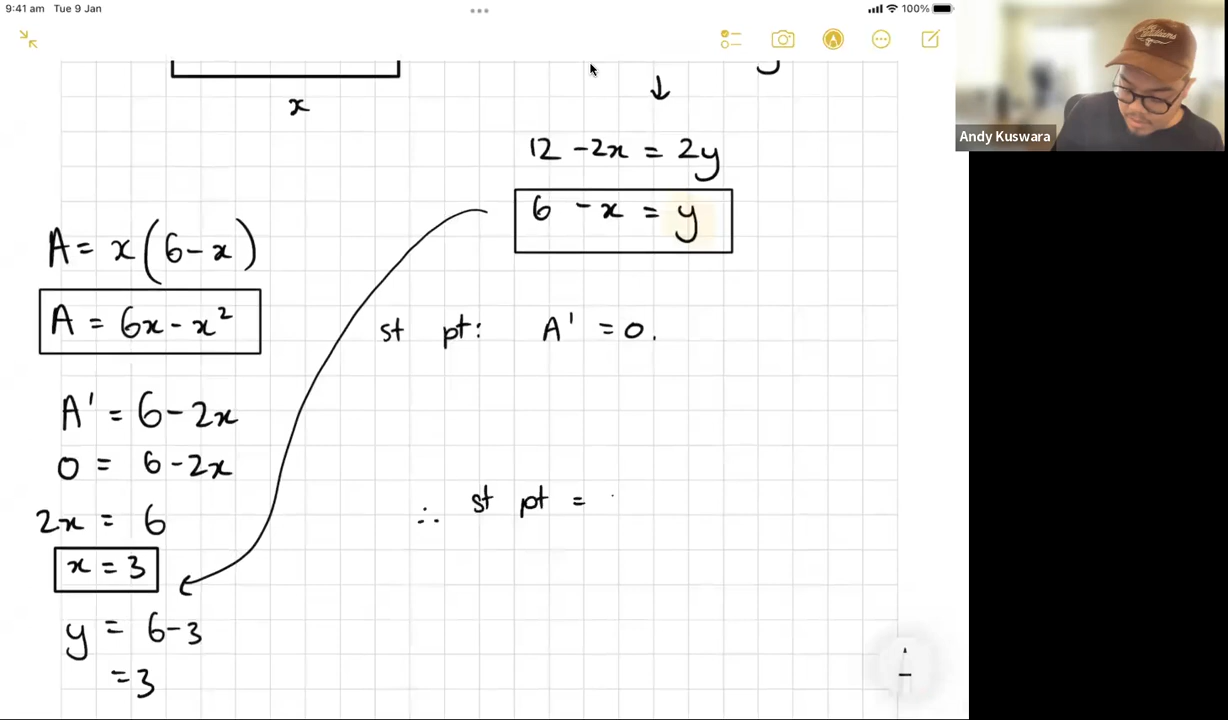 9:41 am Tue 9 Jan
100%
Andy Kuswara
x
y
12 - 2x = 2y
6 - x = y
A = x(6 - x)
A = 6x - x²
st pt: A' = 0.
A' = 6 - 2x
0 = 6 - 2x
2x = 6
∴ st pt =
x = 3
y = 6 - 3
= 3